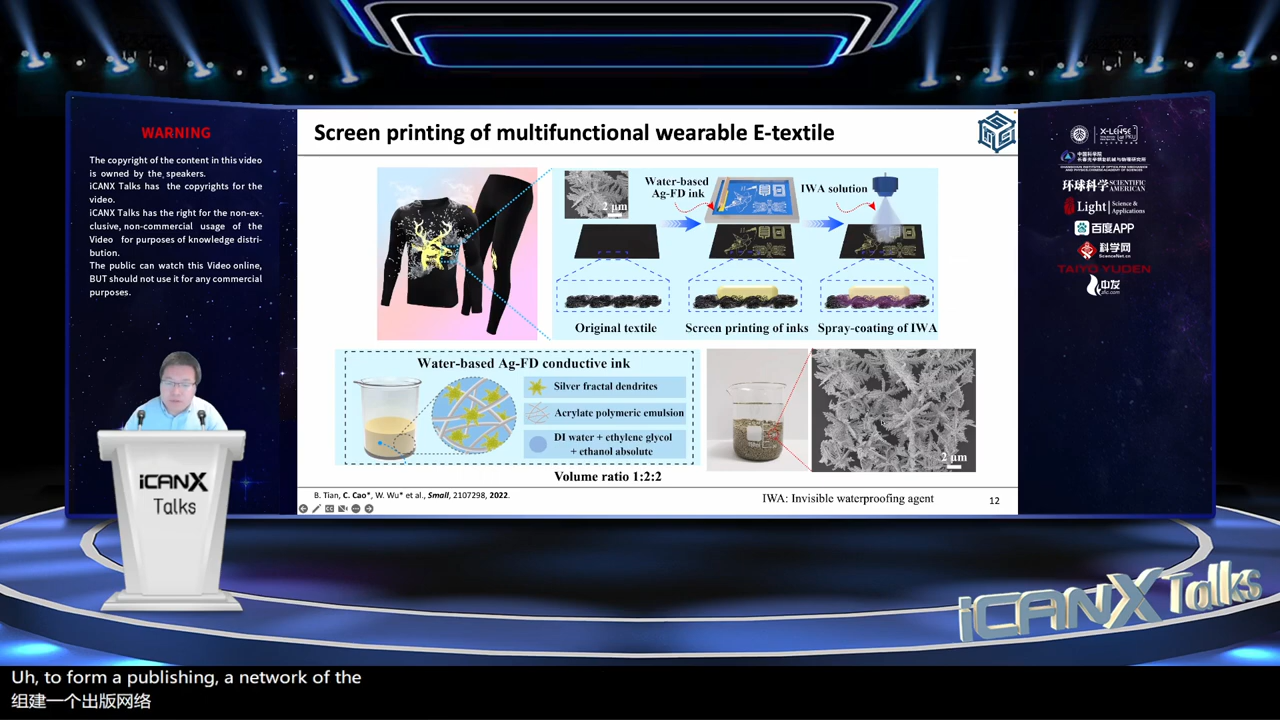 WARNING
The copyright of the content in this video
is owned by the speakers.
iCANX Talks has the copyrights for the
video.
iCANX Talks has the right for the non-ex-
clusive, non-commercial usage of the
Video for purposes of knowledge distri-
bution.
The public can watch this Video online,
BUT should not use it for any commercial
purposes.
Screen printing of multifunctional wearable E-textile
2 μm
Water-based
Ag-FD ink
IWA solution
Original textile
Screen printing of inks
Spray-coating of IWA
Water-based Ag-FD conductive ink
Silver fractal dendrites
Acrylate polymeric emulsion
DI water + ethylene glycol
+ ethanol absolute
Volume ratio 1:2:2
2 μm
B. Tian, C. Cao*, W. Wu* et al., Small, 2107298, 2022.
IWA: Invisible waterproofing agent
12
X-LENSE
中国科学院
环球科学 SCIENTIFIC AMERICAN
Light Science & Applications
百度APP
科学网
ScienceNet.cn
TAIYO YUDEN
iCANX
Talks
iCANX Talks
Uh, to form a publishing, a network of the
组建一个出版网络